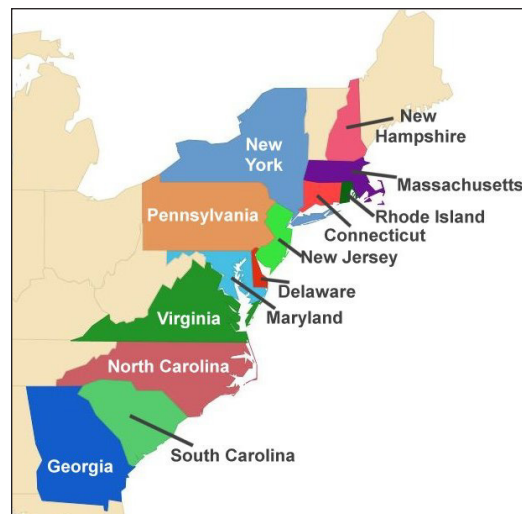 New
Hampshire
New
York
Massachusetts
Pennsylvania
Rhode Island
Connecticut
New Jersey
Delaware
Maryland
Virginia
North Carolina
South Carolina
Georgia